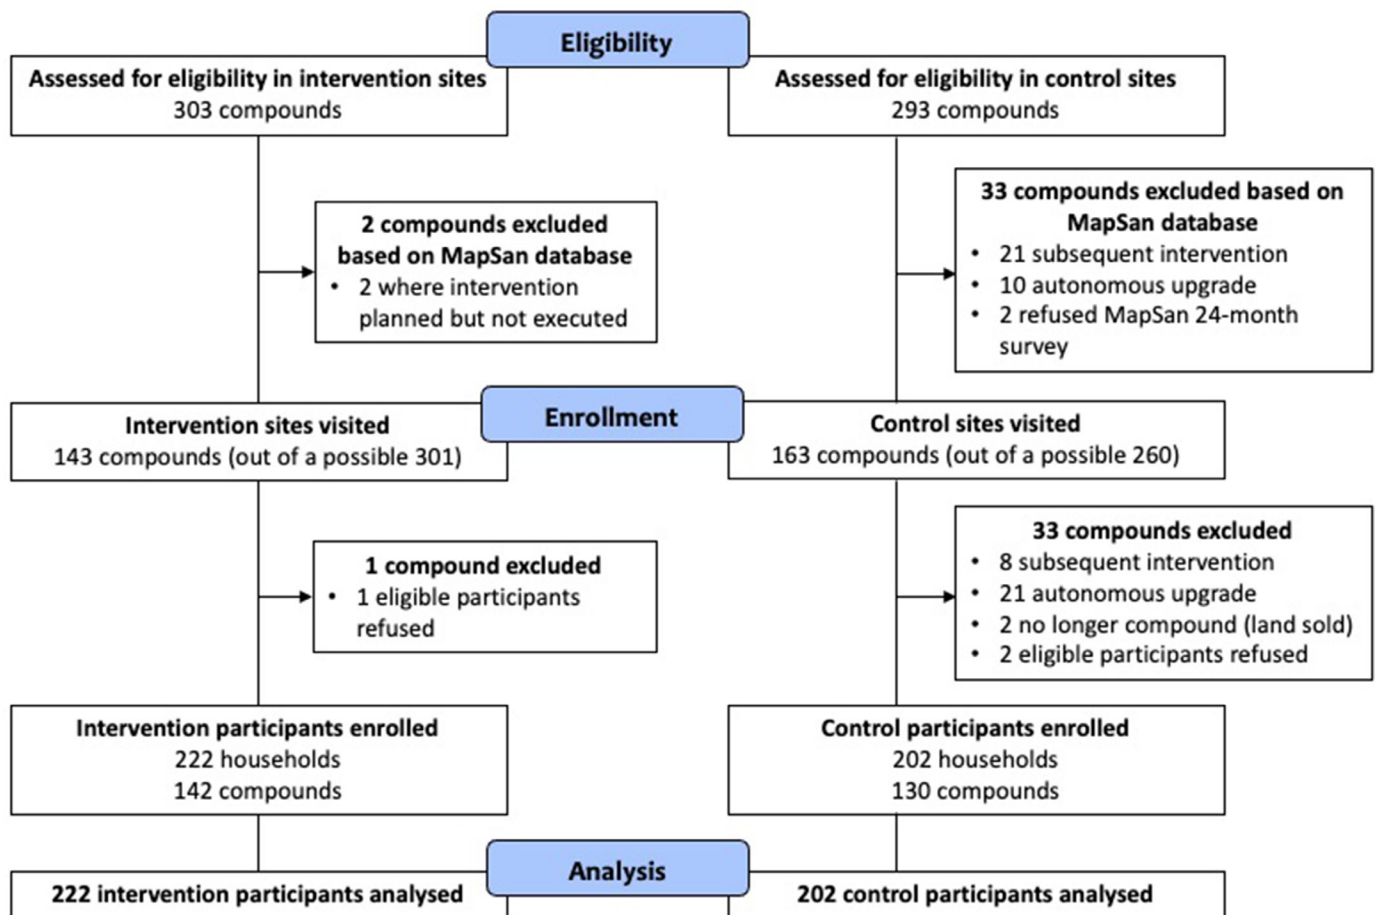 Eligibility
Assessed for eligibility in intervention sites
303 compounds
Assessed for eligibility in control sites
293 compounds
2 compounds excluded
based on MapSan database
• 2 where intervention
planned but not executed
33 compounds excluded based on
MapSan database
• 21 subsequent intervention
• 10 autonomous upgrade
• 2 refused MapSan 24-month
survey
Enrollment
Intervention sites visited
143 compounds (out of a possible 301)
Control sites visited
163 compounds (out of a possible 260)
1 compound excluded
• 1 eligible participants
refused
33 compounds excluded
• 8 subsequent intervention
• 21 autonomous upgrade
• 2 no longer compound (land sold)
• 2 eligible participants refused
Intervention participants enrolled
222 households
142 compounds
Control participants enrolled
202 households
130 compounds
Analysis
222 intervention participants analysed
202 control participants analysed